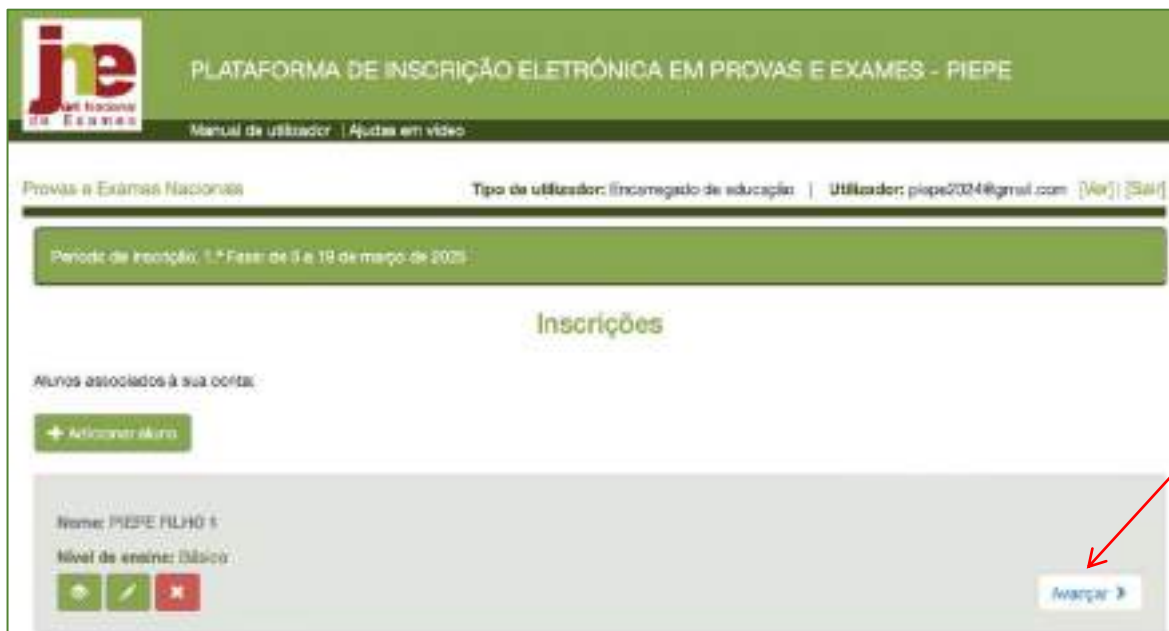 jne
Júri Nacional
de Exames
PLATAFORMA DE INSCRIÇÃO ELETRÓNICA EM PROVAS E EXAMES - PIEPE
Manual de utilizador | Ajudas em vídeo
Provas e Exames Nacionais
Tipo de utilizador: Encarregado de educação | Utilizador: piepe2024@gmail.com [Ver] | [Sair]
Período de inscrição: 1.ª Fase: de 5 a 19 de março de 2025
Inscrições
Alunos associados à sua conta:
+ Adicionar aluno
Nome: PIEPE FILHO 1
Nível de ensino: Básico
Avançar